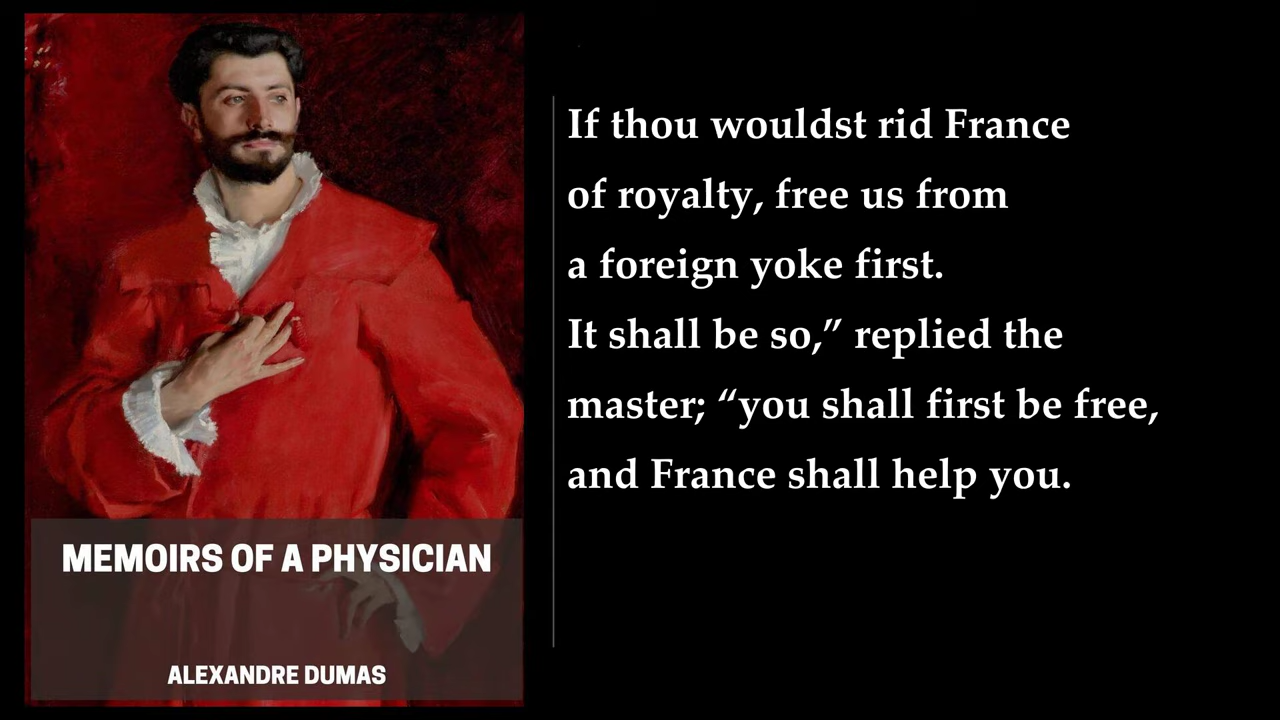 If thou wouldst rid France
of royalty, free us from
a foreign yoke first.
It shall be so,” replied the
master; “you shall first be free,
and France shall help you.
MEMOIRS OF A PHYSICIAN
ALEXANDRE DUMAS